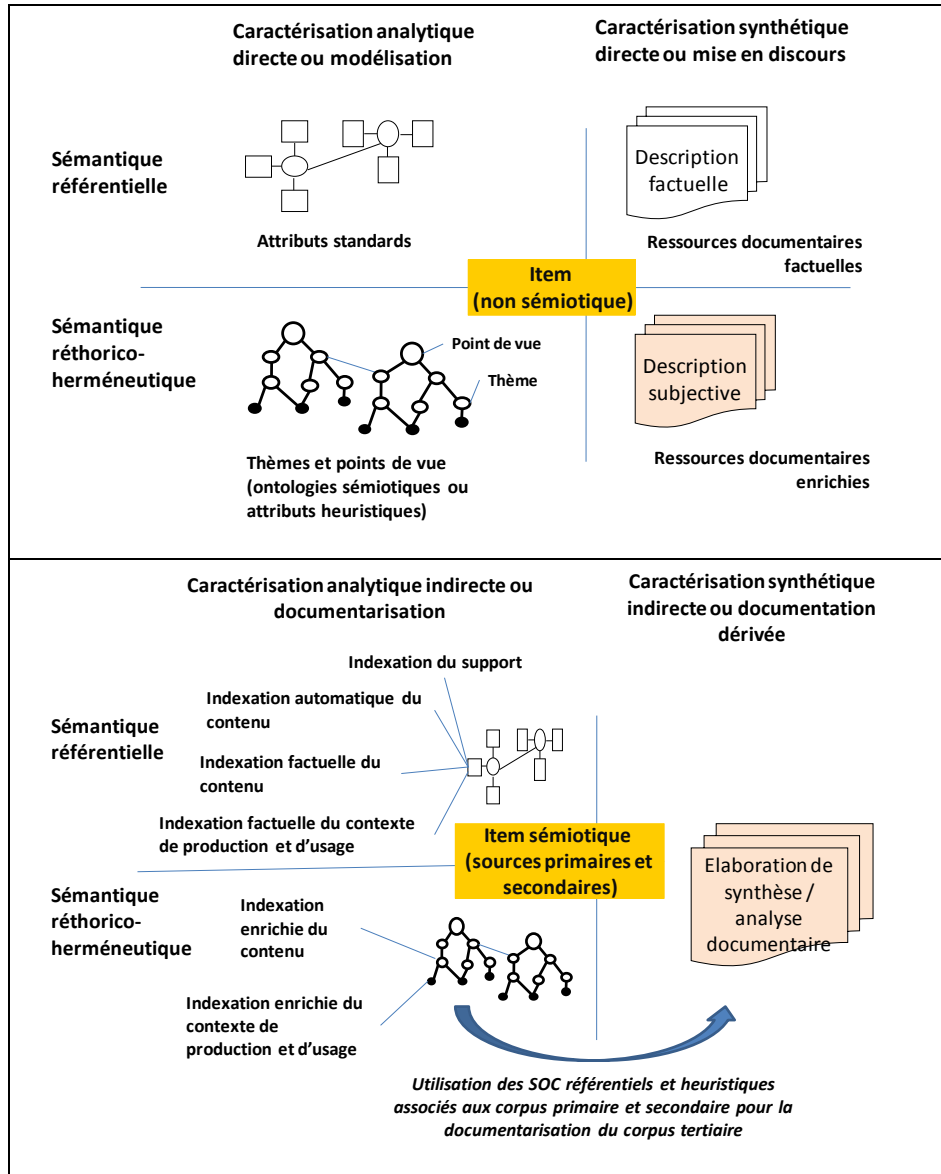 Caractérisation analytique
directe ou modélisation
Caractérisation synthétique
directe ou mise en discours
Sémantique
référentielle
Description
factuelle
Attributs standards
Ressources documentaires
factuelles
Item
(non sémiotique)
Sémantique
réthorico-
herméneutique
Point de vue
Thème
Description
subjective
Thèmes et points de vue
(ontologies sémiotiques ou
attributs heuristiques)
Ressources documentaires
enrichies
Caractérisation analytique indirecte ou
documentarisation
Caractérisation synthétique
indirecte ou documentation
dérivée
Indexation du support
Indexation automatique du
contenu
Sémantique
référentielle
Indexation factuelle du
contenu
Indexation factuelle du contexte
de production et d'usage
Item sémiotique
(sources primaires et
secondaires)
Elaboration de
synthèse /
analyse
documentaire
Sémantique
réthorico-
herméneutique
Indexation
enrichie du
contenu
Indexation enrichie du
contexte de
production et d'usage
Utilisation des SOC référentiels et heuristiques
associés aux corpus primaire et secondaire pour la
documentarisation du corpus tertiaire